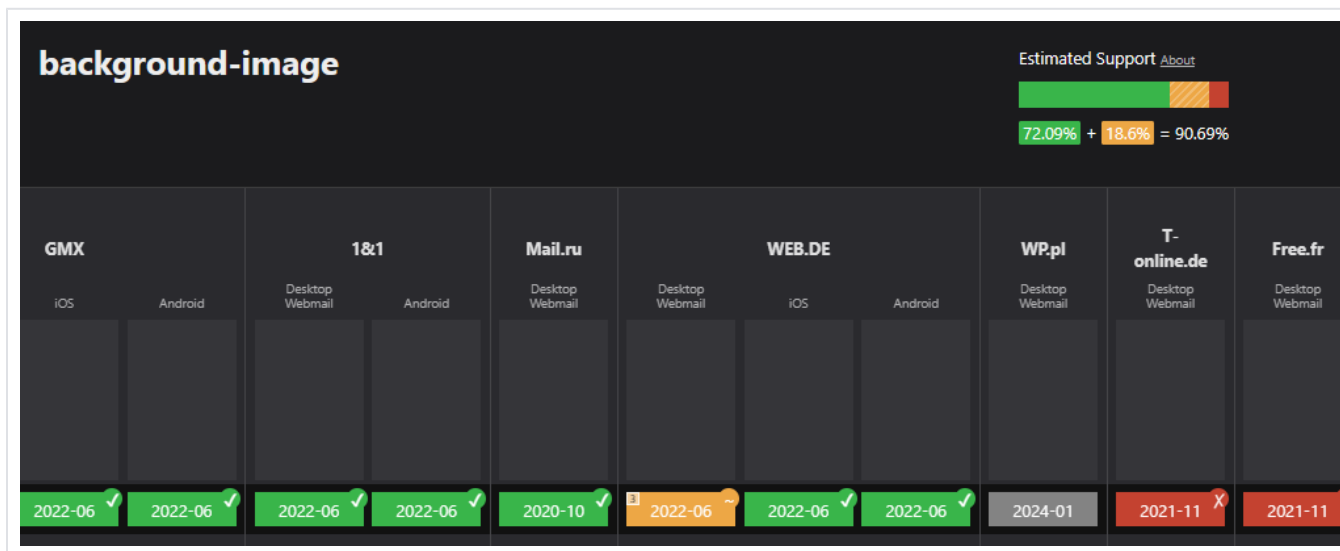 background-image
Estimated Support About
72.09% + 18.6% = 90.69%
GMX
1&1
Mail.ru
WEB.DE
WP.pl
T-
online.de
Free.fr
iOS
Android
Desktop
Webmail
Android
Desktop
Webmail
Desktop
Webmail
iOS
Android
Desktop
Webmail
Desktop
Webmail
Desktop
Webmail
2022-06 ✓
2022-06 ✓
2022-06 ✓
2022-06 ✓
2020-10 ✓
3 2022-06 ~
2022-06 ✓
2022-06 ✓
2024-01
2021-11 X
2021-11